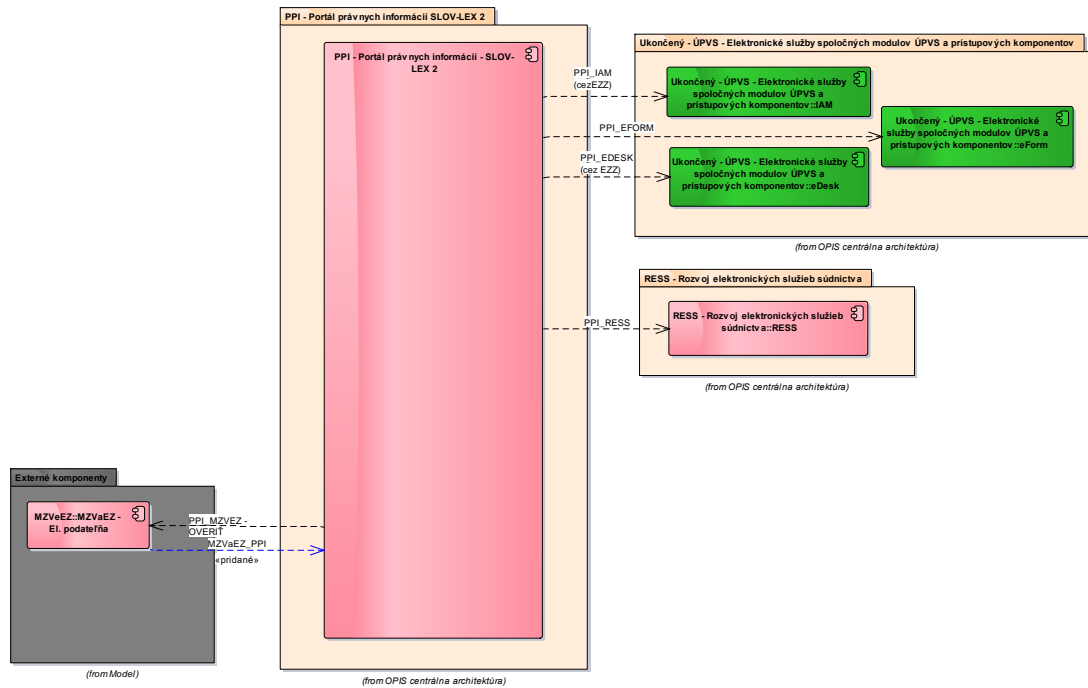 PPI - Portál právnych informácií SLOV-LEX 2
PPI - Portál právnych informácií - SLOV-
LEX 2
(from OPIS centrálna architektúra)
Ukončený - ÚPVS - Elektronické služby spoločných modulov ÚPVS a prístupových komponentov
Ukončený - ÚPVS - Elektronické služby
spoločných modulov ÚPVS a
prístupových komponentov::IAM
Ukončený - ÚPVS - Elektronické
služby spoločných modulov ÚPVS a
prístupových komponentov::eForm
Ukončený - ÚPVS - Elektronické služby
spoločných modulov ÚPVS a
prístupových komponentov::eDesk
(from OPIS centrálna architektúra)
PPI_IAM
(cezEZZ)
PPI_EFORM
PPI_EDESK
(cez EZZ)
RESS - Rozvoj elektronických služieb súdnictva
RESS - Rozvoj elektronických služieb
súdnictva::RESS
(from OPIS centrálna architektúra)
PPI_RESS
Externé komponenty
MZVeEZ::MZVaEZ -
El. podateľňa
(from Model)
PPI_MZVEZ -
OVERIŤ
MZVaEZ_PPI
«pridané»